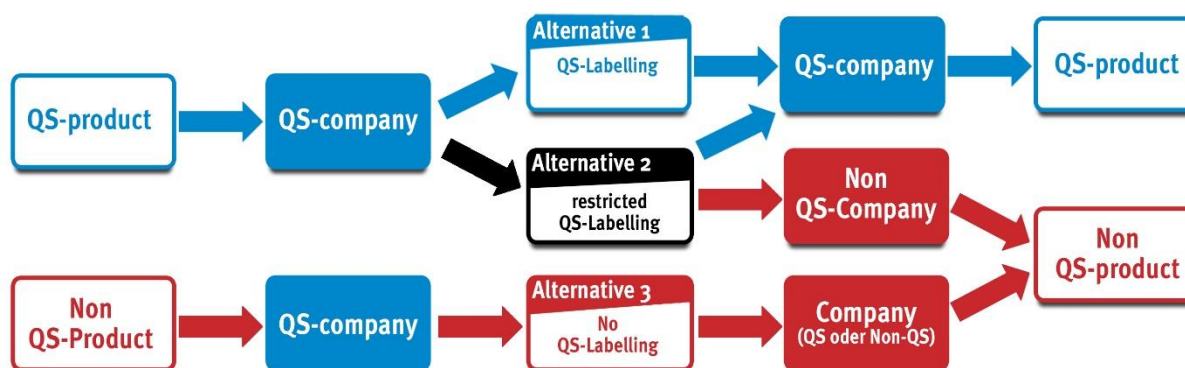 Alternative 1
QS-Labelling
QS-product
QS-company
QS-company
QS-product
Alternative 2
restricted
QS-Labelling
Non
QS-Company
Non
QS-product
Non
QS-Product
QS-company
Alternative 3
No
QS-Labelling
Company
(QS oder Non-QS)